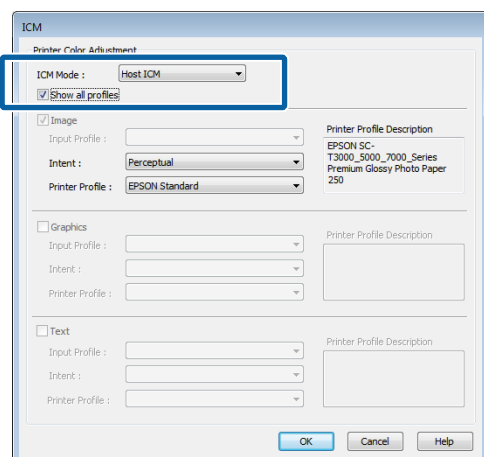 ICM
Printer Color Adjustment
ICM Mode :
Host ICM
Show all profiles
Image
Input Profile :
Intent :
Perceptual
Printer Profile :
EPSON Standard
Printer Profile Description
EPSON SC-
T3000_5000_7000_Series
Premium Glossy Photo Paper
250
Graphics
Input Profile :
Intent :
Printer Profile :
Printer Profile Description
Text
Input Profile :
Intent :
Printer Profile :
Printer Profile Description
OK
Cancel
Help